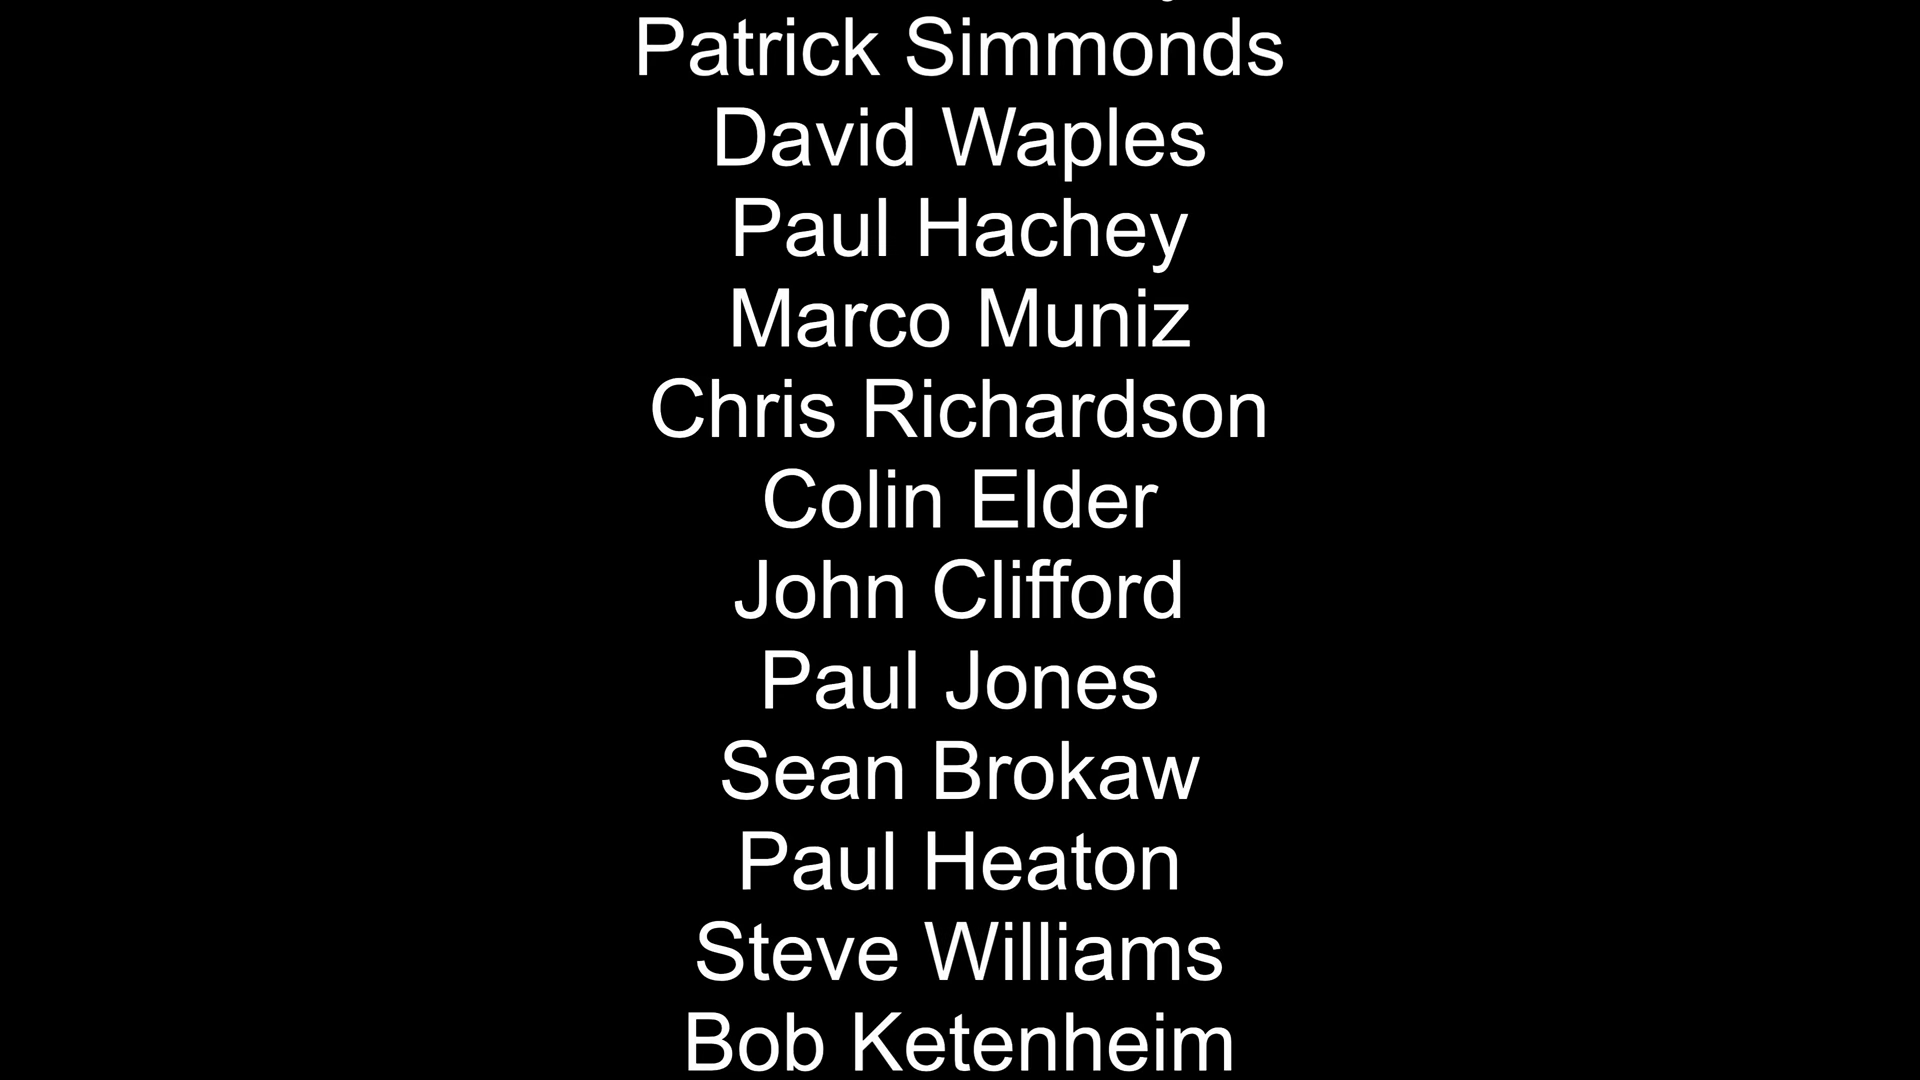 Patrick Simmonds
David Waples
Paul Hachey
Marco Muniz
Chris Richardson
Colin Elder
John Clifford
Paul Jones
Sean Brokaw
Paul Heaton
Steve Williams
Bob Ketenheim